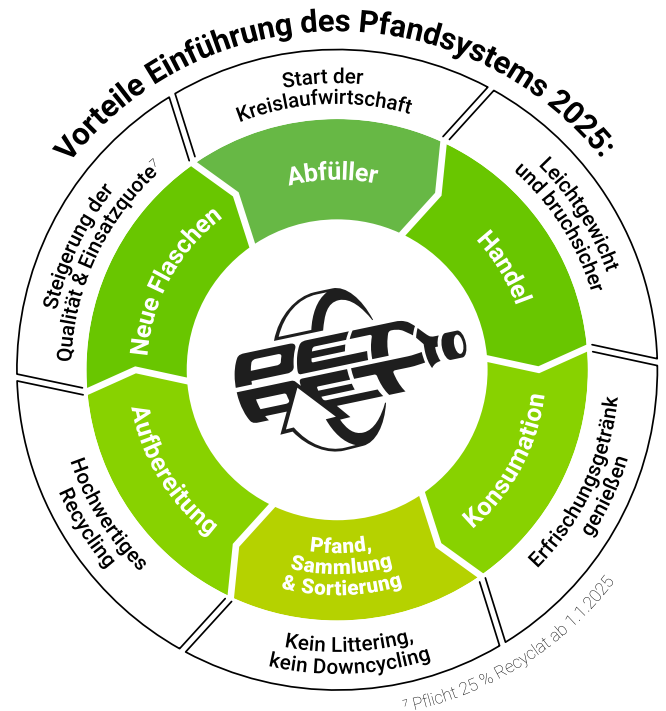 Vorteile Einführung des Pfandsystems 2025:
Start der
Kreislaufwirtschaft
Abfüller
Leichtgewicht
und bruchsicher
Handel
Erfrischungsgetränk
genießen
Konsumation
Kein Littering,
kein Downcycling
Pfand,
Sammlung
& Sortierung
Hochwertiges
Recycling
Aufbereitung
Steigerung der
Qualität & Einsatzquote⁷
Neue Flaschen
PET
PET
⁷ Pflicht 25 % Recyclat ab 1.1.2025